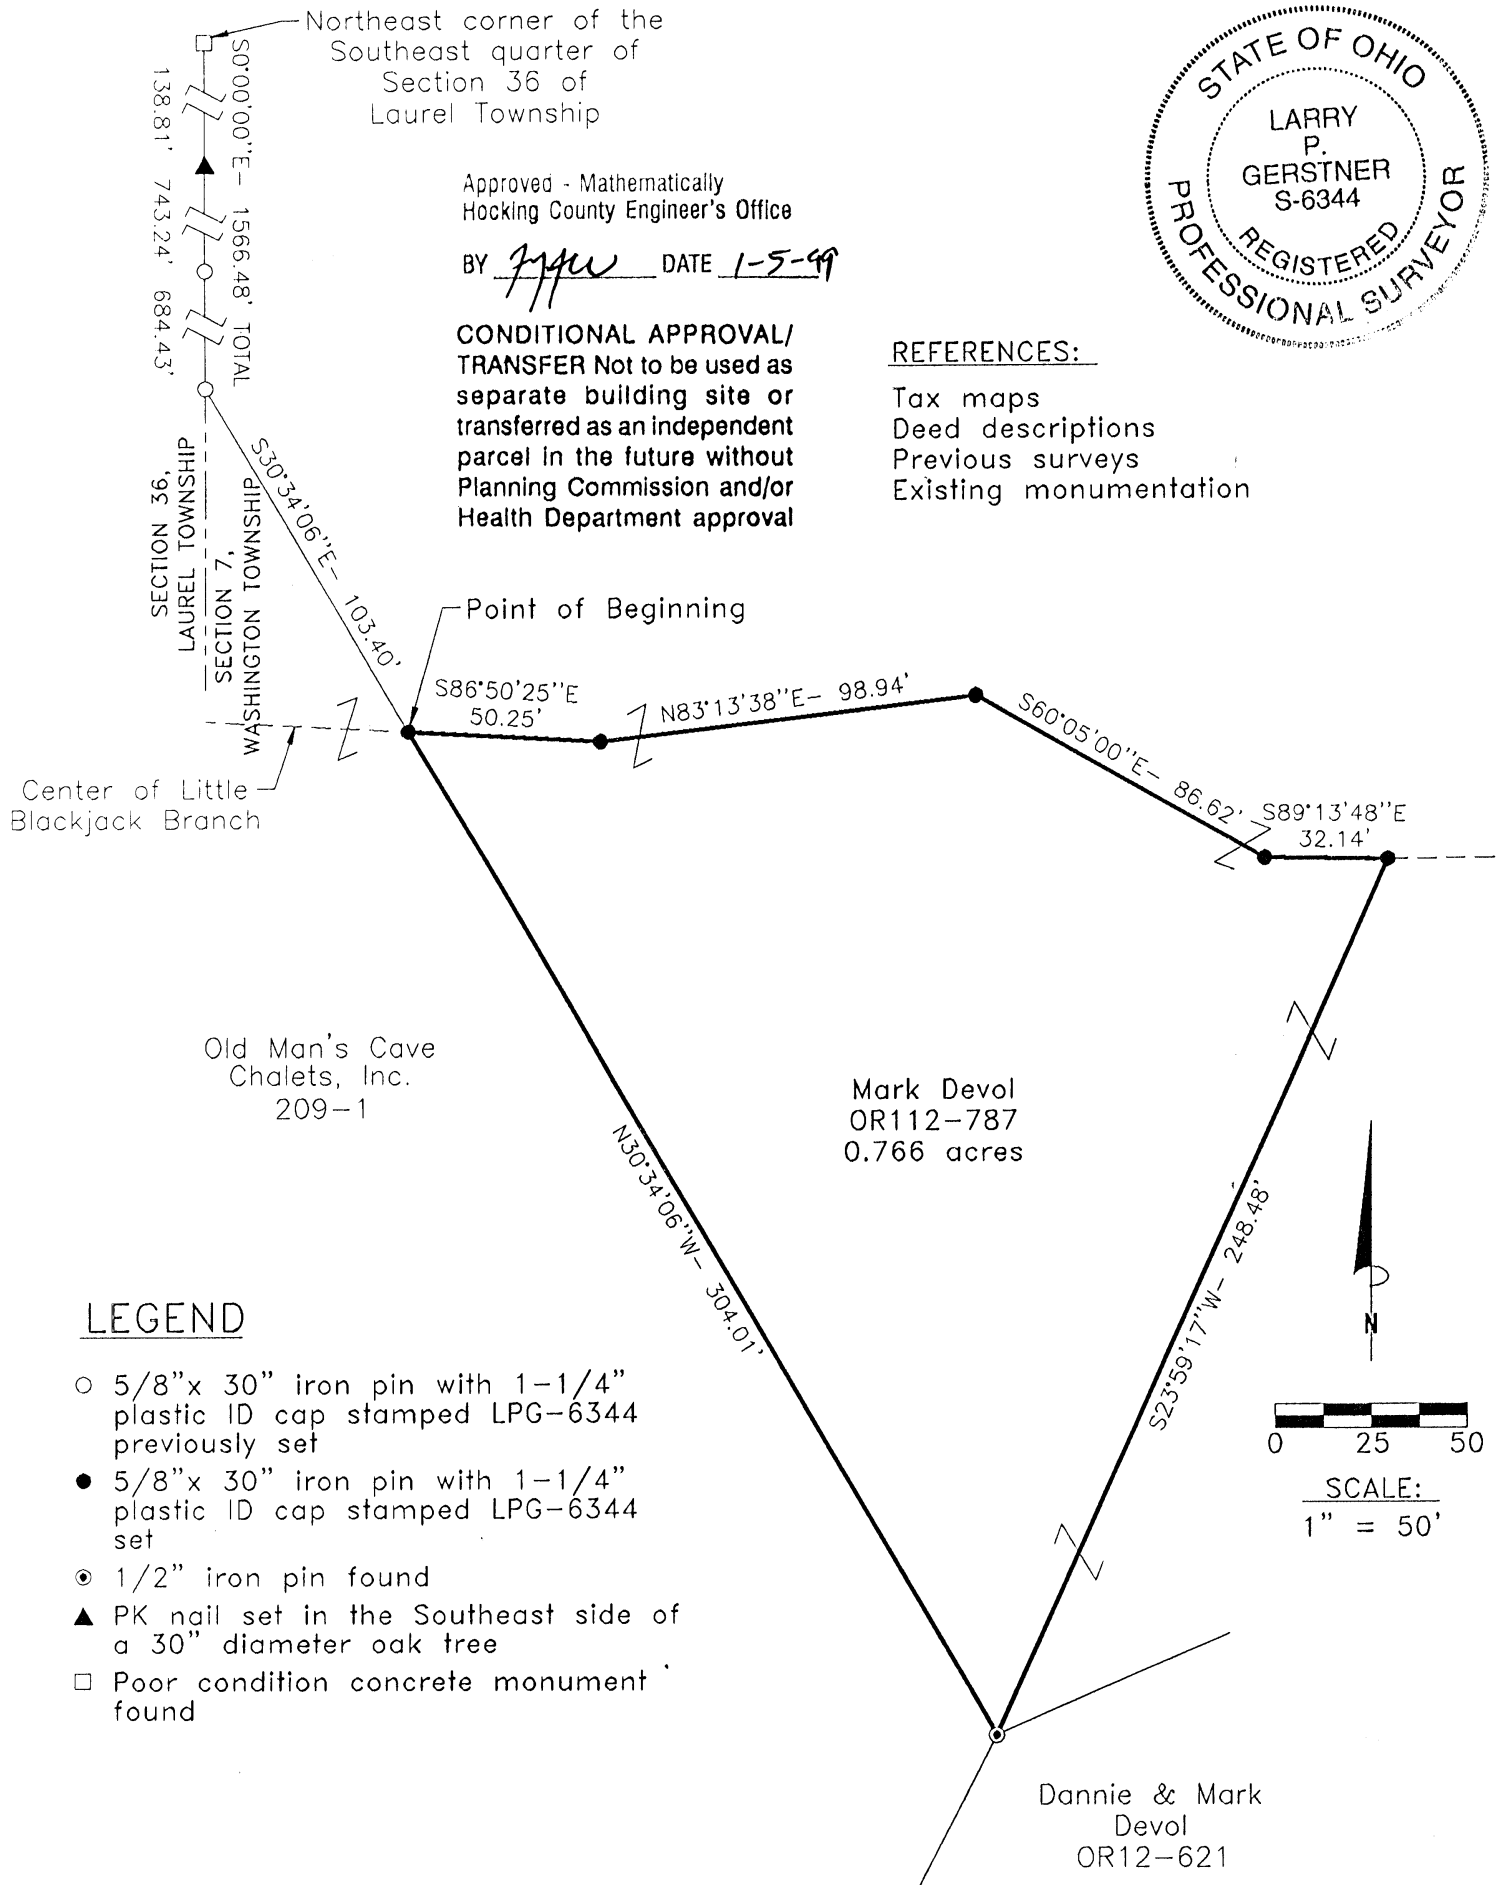 Northeast corner of the
Southeast quarter of
Section 36 of
Laurel Township
S0°00'00"E- 1566.48' TOTAL
138.81' 743.24' 684.43'
STATE OF OHIO
LARRY
P.
GERSTNER
S-6344
REGISTERED
PROFESSIONAL SURVEYOR
Approved - Mathematically
Hocking County Engineer's Office
BY DATE 1-5-99
CONDITIONAL APPROVAL/
TRANSFER Not to be used as
separate building site or
transferred as an independent
parcel in the future without
Planning Commission and/or
Health Department approval
REFERENCES:
Tax maps
Deed descriptions
Previous surveys
Existing monumentation
SECTION 36,
LAUREL TOWNSHIP
SECTION 7,
WASHINGTON TOWNSHIP
S30°34'06"E- 103.40'
Point of Beginning
S86°50'25"E
50.25'
N83°13'38"E- 98.94'
S60°05'00"E- 86.62'
S89°13'48"E
32.14'
Center of Little
Blackjack Branch
Old Man's Cave
Chalets, Inc.
209-1
Mark Devol
OR112-787
0.766 acres
N30°34'06"W- 304.01'
S23°59'17"W- 248.48'
N
0 25 50
SCALE:
1" = 50'
LEGEND
5/8"x 30" iron pin with 1-1/4"
plastic ID cap stamped LPG-6344
previously set
5/8"x 30" iron pin with 1-1/4"
plastic ID cap stamped LPG-6344
set
1/2" iron pin found
PK nail set in the Southeast side of
a 30" diameter oak tree
Poor condition concrete monument
found
Dannie & Mark
Devol
OR12-621